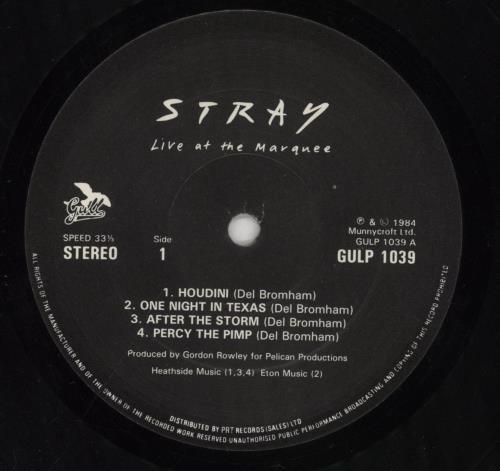 STRAY
Live at the Marquee
Gull
SPEED 33⅓
STEREO
Side
1
℗ & © 1984
Munnycroft Ltd.
GULP 1039 A
GULP 1039
1. HOUDINI (Del Bromham)
2. ONE NIGHT IN TEXAS (Del Bromham)
3. AFTER THE STORM (Del Bromham)
4. PERCY THE PIMP (Del Bromham)
Produced by Gordon Rowley for Pelican Productions
Heathside Music (1,3,4) Eton Music (2)
DISTRIBUTED BY PRT RECORDS (SALES) LTD
ALL RIGHTS OF THE MANUFACTURER AND OF THE OWNER OF THE RECORDED WORK RESERVED UNAUTHORISED PUBLIC PERFORMANCE BROADCASTING AND COPYING OF THIS RECORD PROHIBITED